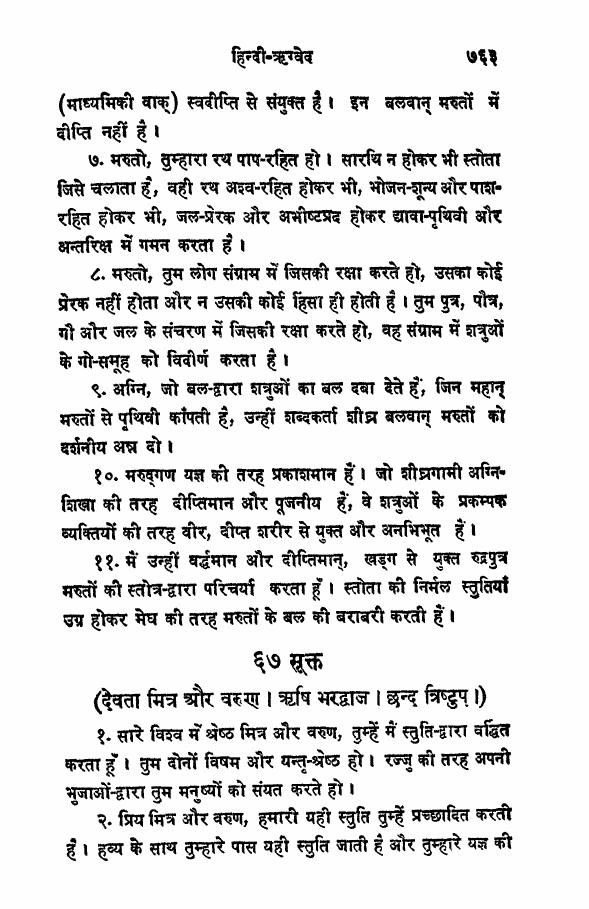 हिन्दी-ऋग्वेद ७६३
(माध्यमिकी वाक्) स्वदीप्ति से संयुक्त है। इन बलवान् मरुतों में
दीप्ति नहीं है।
७. मरुतो, तुम्हारा रथ पाप-रहित हो। सारथि न होकर भी स्तोता
जिसे चलाता है, वही रथ अश्व-रहित होकर भी, भोजन-शून्य और पाश-
रहित होकर भी, जल-प्रेरक और अभीष्टप्रद होकर द्यावा-पृथिवी और
अन्तरिक्ष में गमन करता है।
८. मरुतो, तुम लोग संग्राम में जिसकी रक्षा करते हो, उसका कोई
प्रेरक नहीं होता और न उसकी कोई हिंसा ही होती है। तुम पुत्र, पौत्र,
गौ और जल के संचरण में जिसकी रक्षा करते हो, वह संग्राम में शत्रुओं
के गो-समूह को विदीर्ण करता है।
९. अग्नि, जो बल-द्वारा शत्रुओं का बल दबा देते हैं, जिन महान्
मरुतों से पृथिवी काँपती है, उन्हीं शब्दकर्ता शीघ्र बलवान् मरुतों को
दर्शनीय अन्न दो।
१०. मरुद्गण यज्ञ की तरह प्रकाशमान हैं। जो शीघ्रगामी अग्नि-
शिखा की तरह दीप्तिमान और पूजनीय हैं, वे शत्रुओं के प्रकम्पक
व्यक्तियों की तरह वीर, दीप्त शरीर से युक्त और अनभिभूत हैं।
११. मैं उन्हीं वर्द्धमान और दीप्तिमान्, खड्ग से युक्त रुद्रपुत्र
मरुतों की स्तोत्र-द्वारा परिचर्या करता हूँ। स्तोता की निर्मल स्तुतियाँ
उग्र होकर मेघ की तरह मरुतों के बल की बराबरी करती हैं।
६७ सूक्त
(देवता मित्र और वरुण। ऋषि भरद्वाज। छन्द त्रिष्टुप्।)
१. सारे विश्व में श्रेष्ठ मित्र और वरुण, तुम्हें मैं स्तुति-द्वारा वर्द्धित
करता हूँ। तुम दोनों विषम और यन्तृ-श्रेष्ठ हो। रज्जु की तरह अपनी
भुजाओं-द्वारा तुम मनुष्यों को संयत करते हो।
२. प्रिय मित्र और वरुण, हमारी यही स्तुति तुम्हें प्रच्छादित करती
है। हव्य के साथ तुम्हारे पास यही स्तुति जाती है और तुम्हारे यज्ञ की